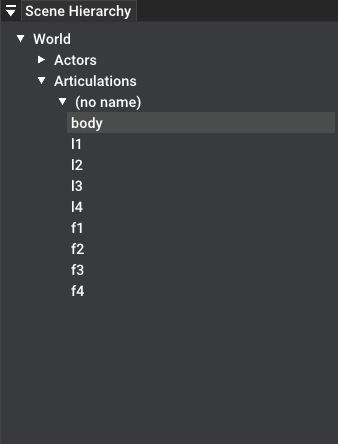 Scene Hierarchy
World
Actors
Articulations
(no name)
body
l1
l2
l3
l4
f1
f2
f3
f4